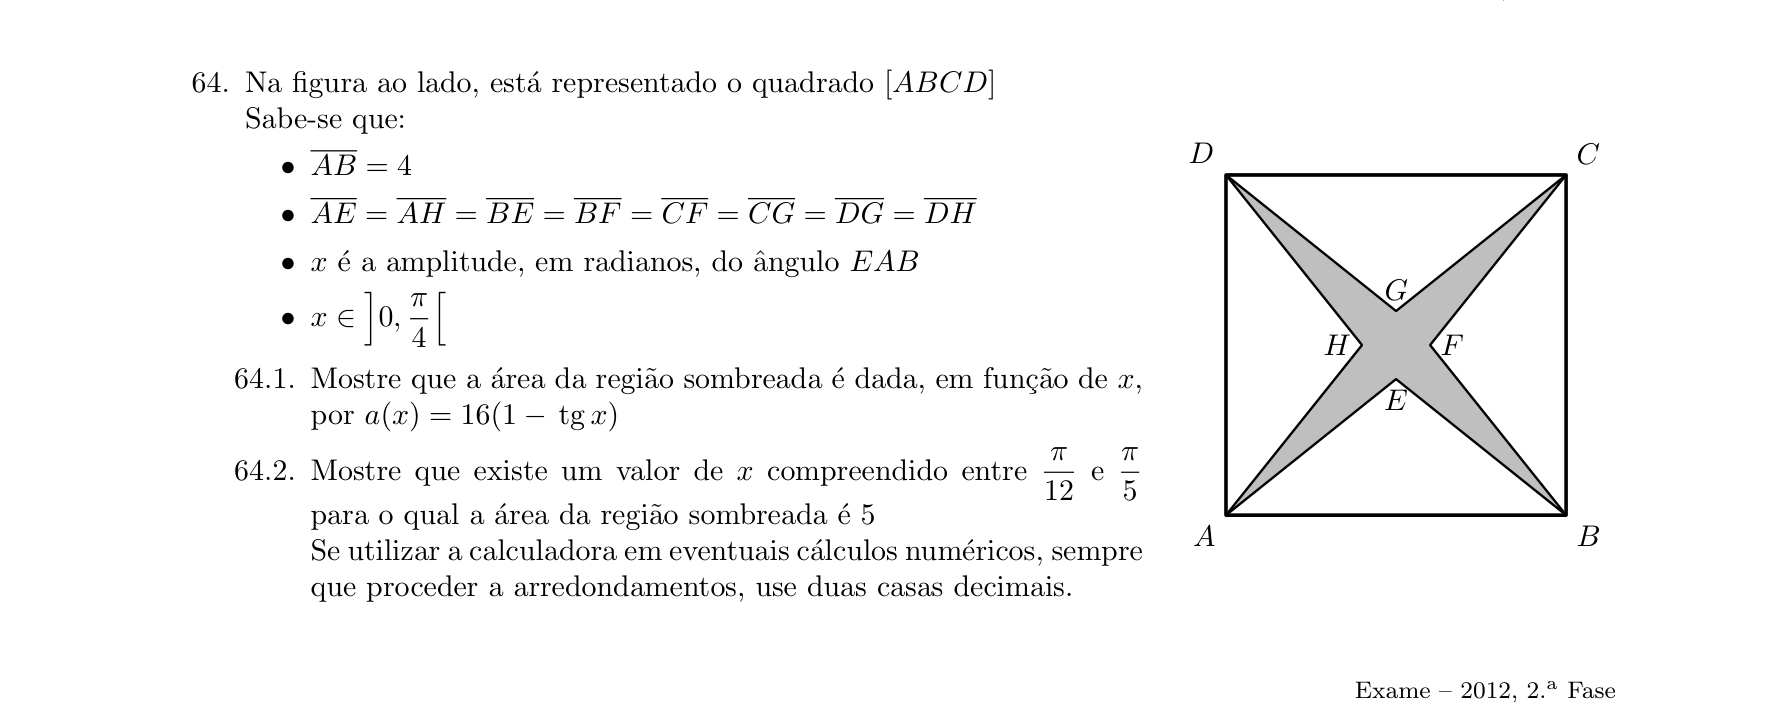 64. Na figura ao lado, está representado o quadrado [ABCD]
Sabe-se que:
• $\overline{AB} = 4$
• $\overline{AE} = \overline{AH} = \overline{BE} = \overline{BF} = \overline{CF} = \overline{CG} = \overline{DG} = \overline{DH}$
• x é a amplitude, em radianos, do ângulo EAB
• $x \in \left]0, \frac{\pi}{4}\right[$
64.1. Mostre que a área da região sombreada é dada, em função de x,
por a(x) = 16(1 − tg x)
64.2. Mostre que existe um valor de x compreendido entre $\frac{\pi}{12}$ e $\frac{\pi}{5}$
para o qual a área da região sombreada é 5
Se utilizar a calculadora em eventuais cálculos numéricos, sempre
que proceder a arredondamentos, use duas casas decimais.
D C
G
H F
E
A B
Exame – 2012, 2.ª Fase